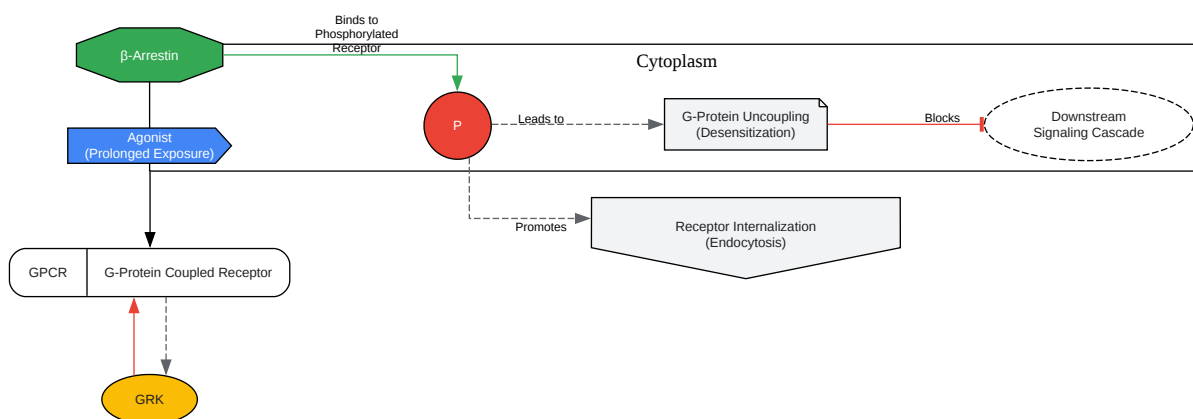 Binds to
Phosphorylated
Receptor
β-Arrestin
Cytoplasm
Agonist
(Prolonged Exposure)
P
Leads to
G-Protein Uncoupling
(Desensitization)
Blocks
Downstream
Signaling Cascade
Promotes
Receptor Internalization
(Endocytosis)
GPCR
G-Protein Coupled Receptor
GRK